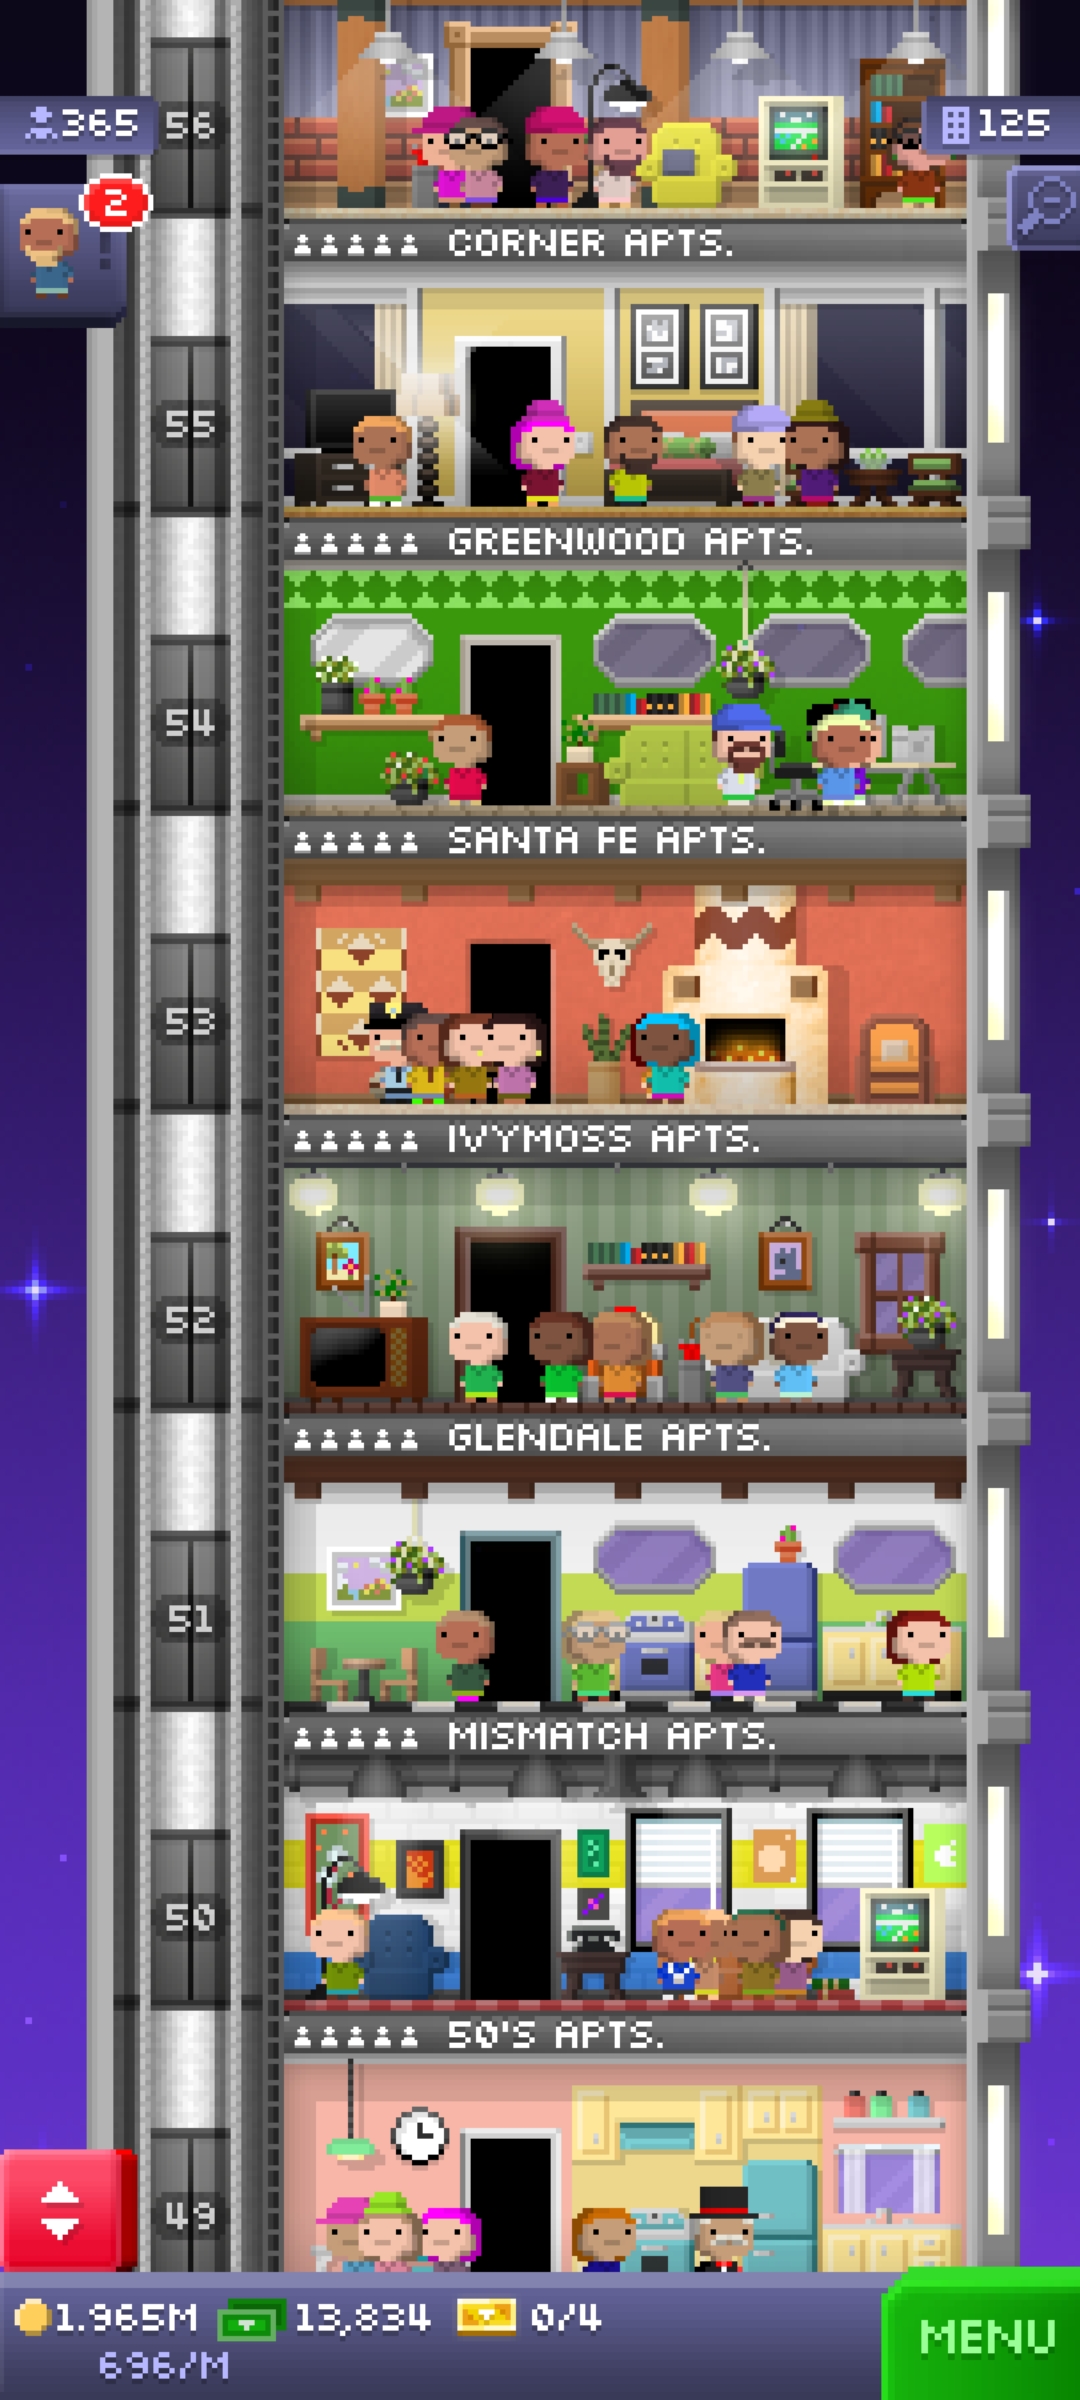 365
56
125
2
CORNER APTS.
55
GREENWOOD APTS.
54
SANTA FE APTS.
53
IVYMOSS APTS.
52
GLENDALE APTS.
51
MISMATCH APTS.
50
50'S APTS.
49
1.965M 13,834 0/4
696/M
MENU